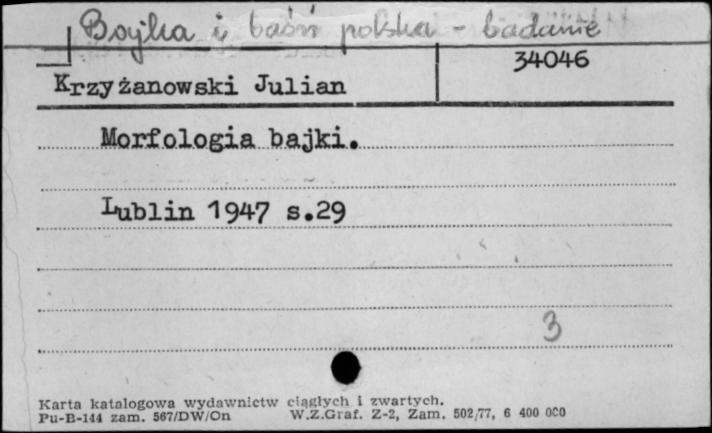 Bajka i baśń polska - badanie
34046
Krzyżanowski Julian
Morfologia bajki.
Lublin 1947 s.29
3
Karta katalogowa wydawnictw ciągłych i zwartych.
Pu-B-144 zam. 567/DW/On W.Z.Graf. Z-2, Zam. 502/77, 6 400 000